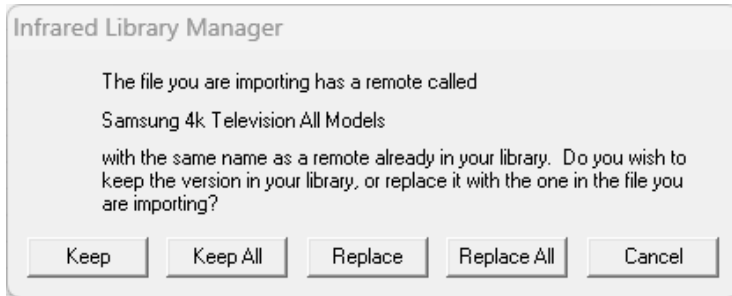 Infrared Library Manager
The file you are importing has a remote called
Samsung 4k Television All Models
with the same name as a remote already in your library.  Do you wish to
keep the version in your library, or replace it with the one in the file you
are importing?
Keep
Keep All
Replace
Replace All
Cancel